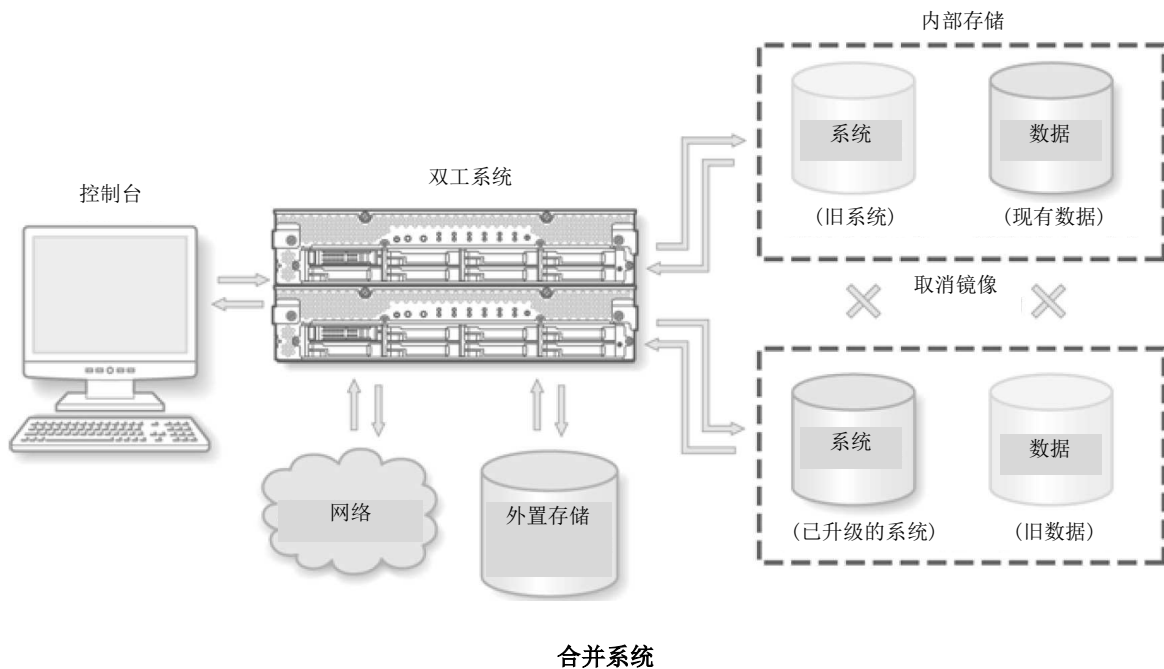 内部存储
系统
数据
(旧系统)
(现有数据)
双工系统
控制台
取消镜像
系统
数据
(已升级的系统)
(旧数据)
网络
外置存储
合并系统